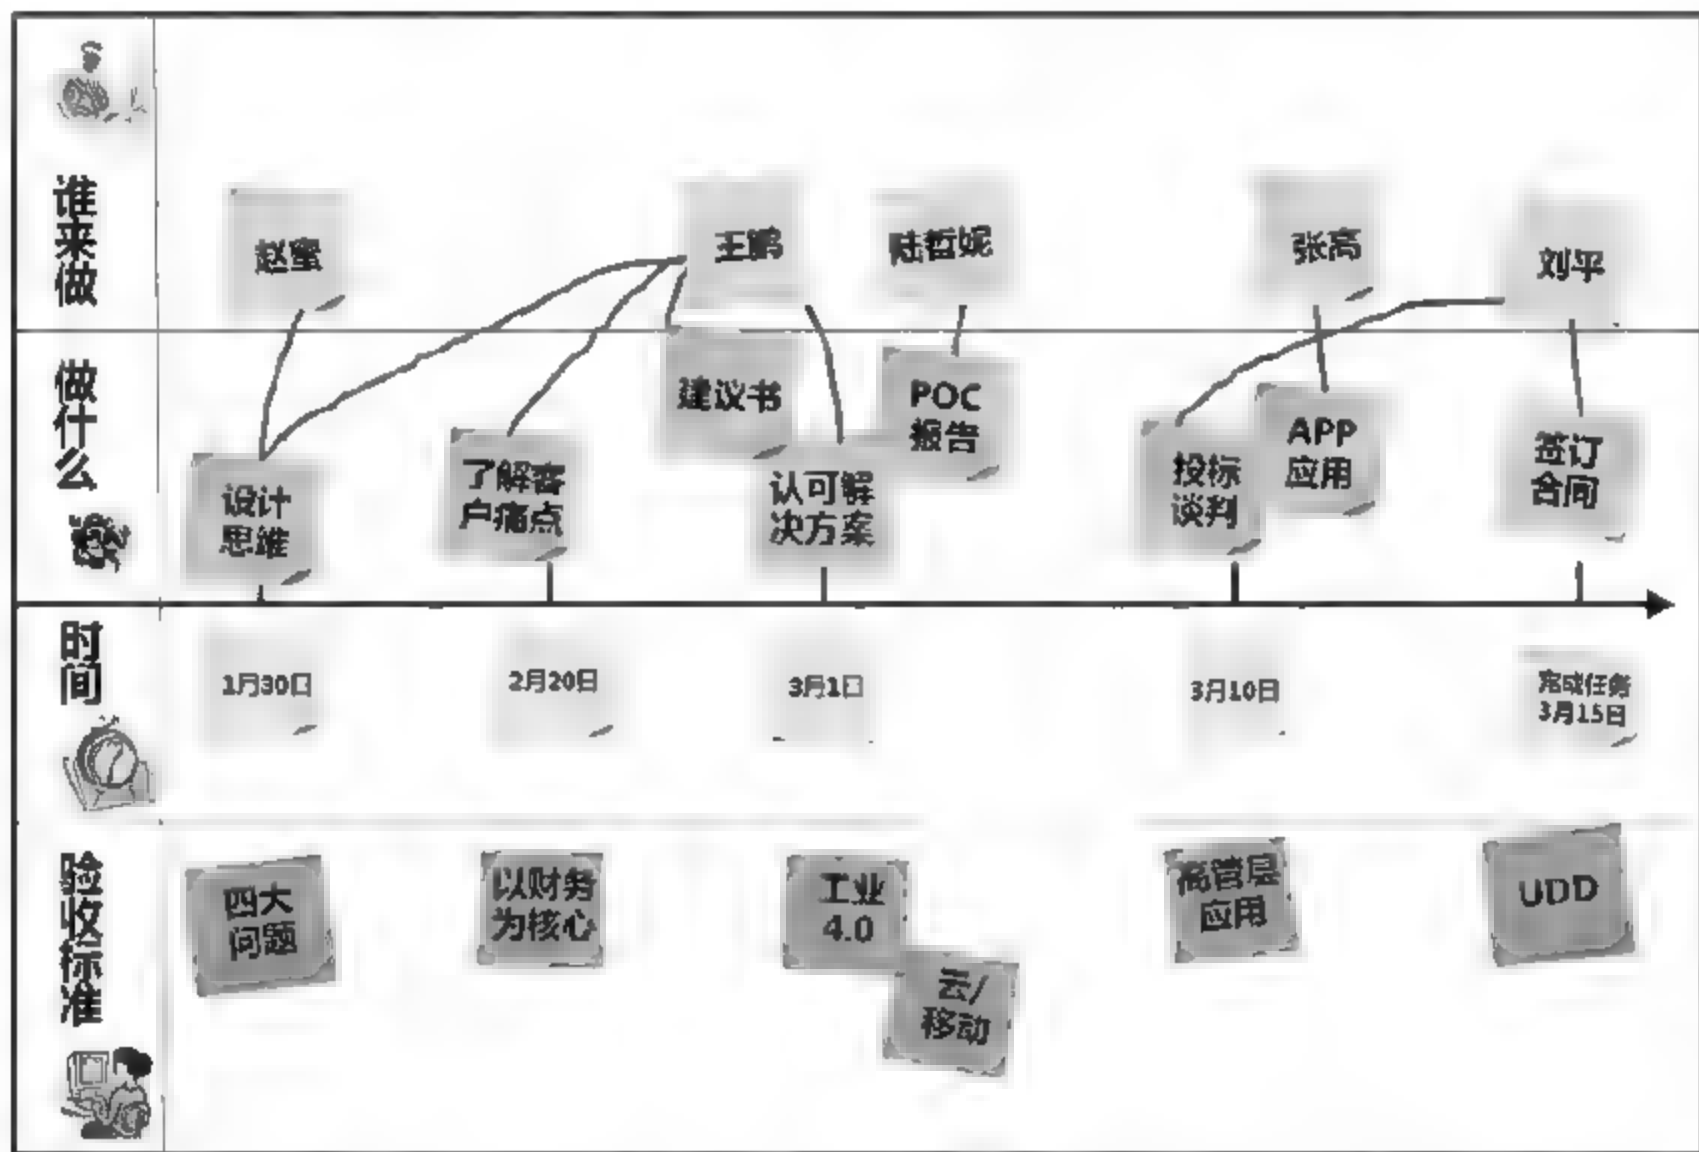 谁来做
赵蜜
王鹏
陆哲妮
张高
刘平
做什么
设计
思维
了解客
户痛点
建议书
认可解
决方案
POC
报告
投标
谈判
APP
应用
签订
合同
时间
1月30日
2月20日
3月1日
3月10日
完成任务
3月15日
验收标准
四大
问题
以财务
为核心
工业
4.0
云/
移动
高管层
应用
UDD